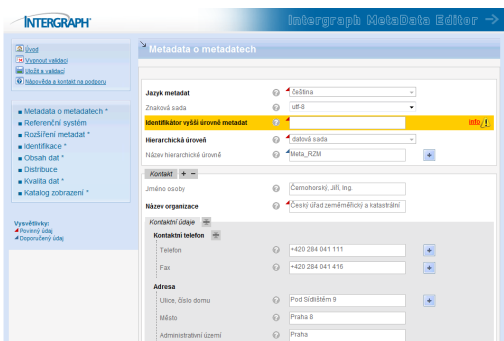 INTERGRAPH
Intergraph MetaData Editor
Úvod
Vypnout validaci
Uložit a validaci
Nápověda a kontakt na podporu
Metadata o metadatech *
Referenční systém
Rozšíření metadat *
Identifikace *
Obsah dat *
Distribuce
Kvalita dat *
Katalog zobrazení *
Vysvětlivky:
Povinný údaj
Doporučený údaj
Metadata o metadatech
Jazyk metadat
čeština
Znaková sada
utf-8
Identifikátor vyšší úrovně metadat
info
Hierarchická úroveň
datová sada
Název hierarchické úrovně
Meta_RZM
Kontakt + −
Jméno osoby
Černohorský, Jiří, Ing.
Název organizace
Český úřad zeměměřický a katastrální
Kontaktní údaje
Kontaktní telefon
Telefon
+420 284 041 111
+
Fax
+420 284 041 416
Adresa
Ulice, číslo domu
Pod Sídlištěm 9
+
Město
Praha 8
Administrativní území
Praha